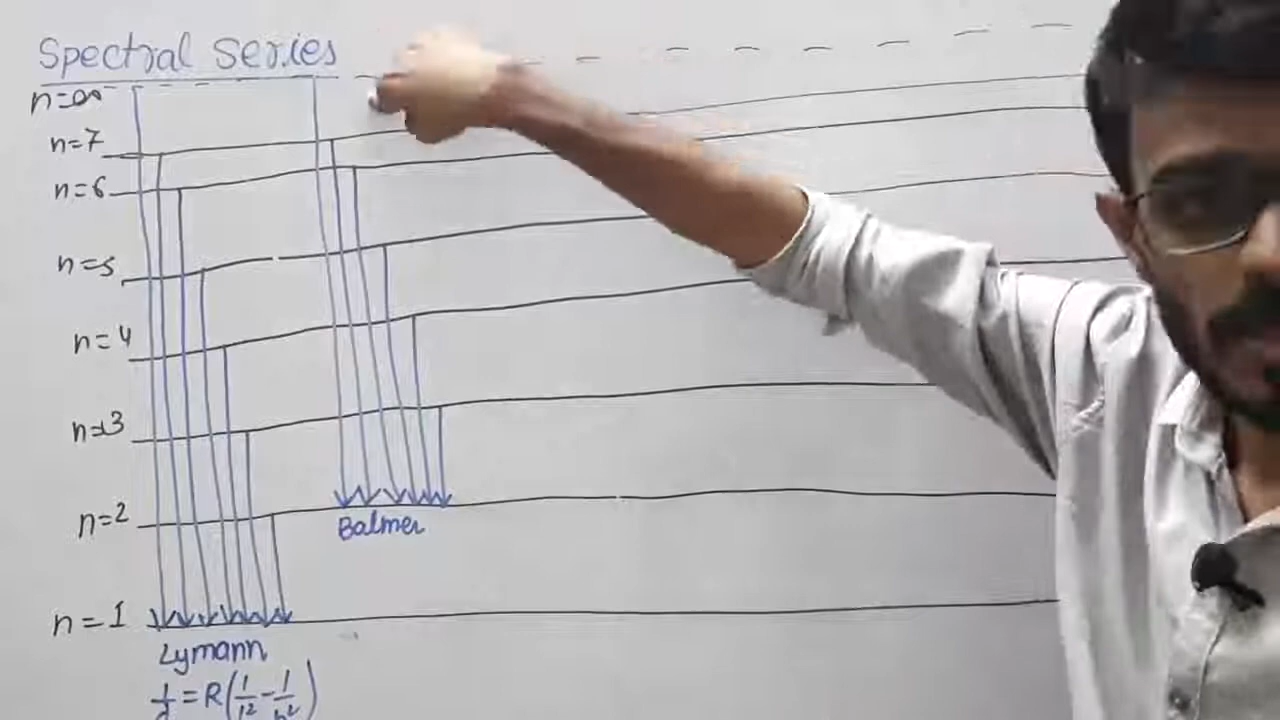 Spectral Series
n=∞
n=7
n=6
n=5
n=4
n=3
n=2
Balmer
n=1
Lymann
1/λ=R(1/1²-1/n²)